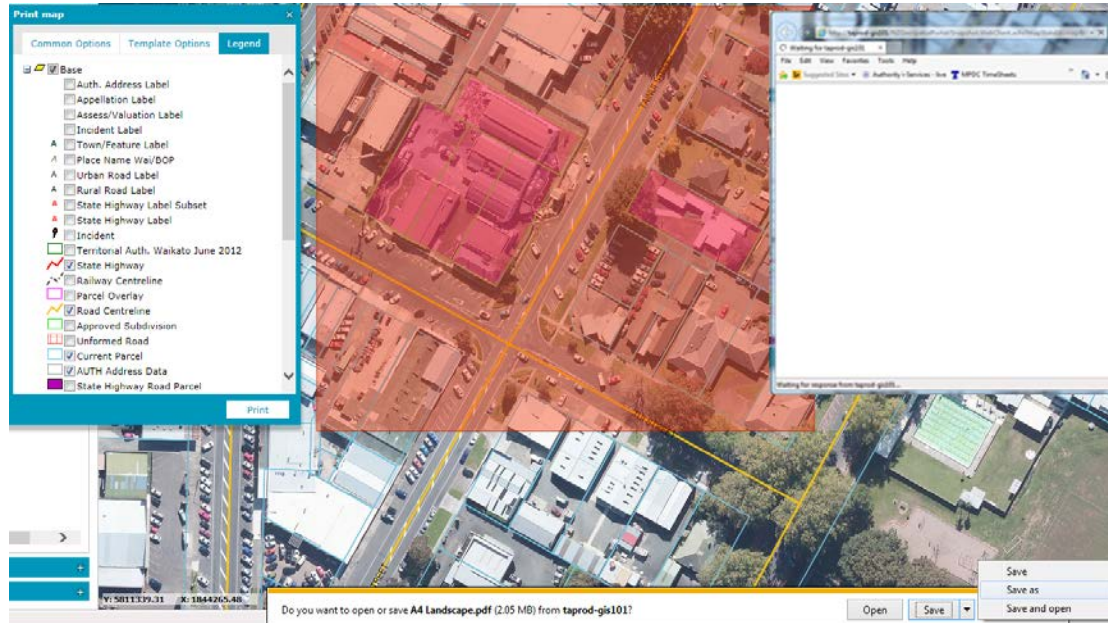 Print map
Common Options Template Options Legend
Base
Auth. Address Label
Appellation Label
Assess/Valuation Label
Incident Label
A Town/Feature Label
A Place Name Wai/BOP
A Urban Road Label
A Rural Road Label
State Highway Label Subset
State Highway Label
Incident
Territorial Auth. Waikato June 2012
State Highway
Railway Centreline
Parcel Overlay
Road Centreline
Approved Subdivision
Unformed Road
Current Parcel
AUTH Address Data
State Highway Road Parcel
Print
Waiting for taprod-gis101
File Edit View Favorites Tools Help
Suggested Sites Authority's Services - live MPDC TimeSheets
Waiting for response from taprod-gis101...
Y: 5811339.31 X: 1844265.48
Do you want to open or save A4 Landscape.pdf (2.05 MB) from taprod-gis101?
Open Save
Save
Save as
Save and open